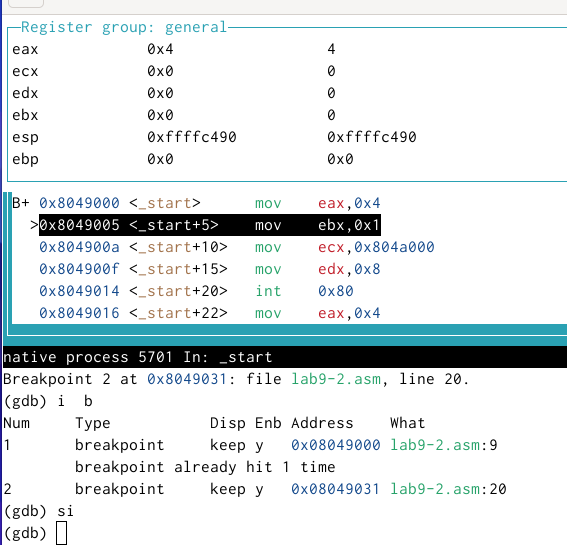 Register group: general
eax 0x4 4
ecx 0x0 0
edx 0x0 0
ebx 0x0 0
esp 0xffffc490 0xffffc490
ebp 0x0 0x0
B+ 0x8049000 <_start> mov eax,0x4
>0x8049005 <_start+5> mov ebx,0x1
0x804900a <_start+10> mov ecx,0x804a000
0x804900f <_start+15> mov edx,0x8
0x8049014 <_start+20> int 0x80
0x8049016 <_start+22> mov eax,0x4
native process 5701 In: _start
Breakpoint 2 at 0x8049031: file lab9-2.asm, line 20.
(gdb) i b
Num Type Disp Enb Address What
1 breakpoint keep y 0x08049000 lab9-2.asm:9
breakpoint already hit 1 time
2 breakpoint keep y 0x08049031 lab9-2.asm:20
(gdb) si
(gdb)